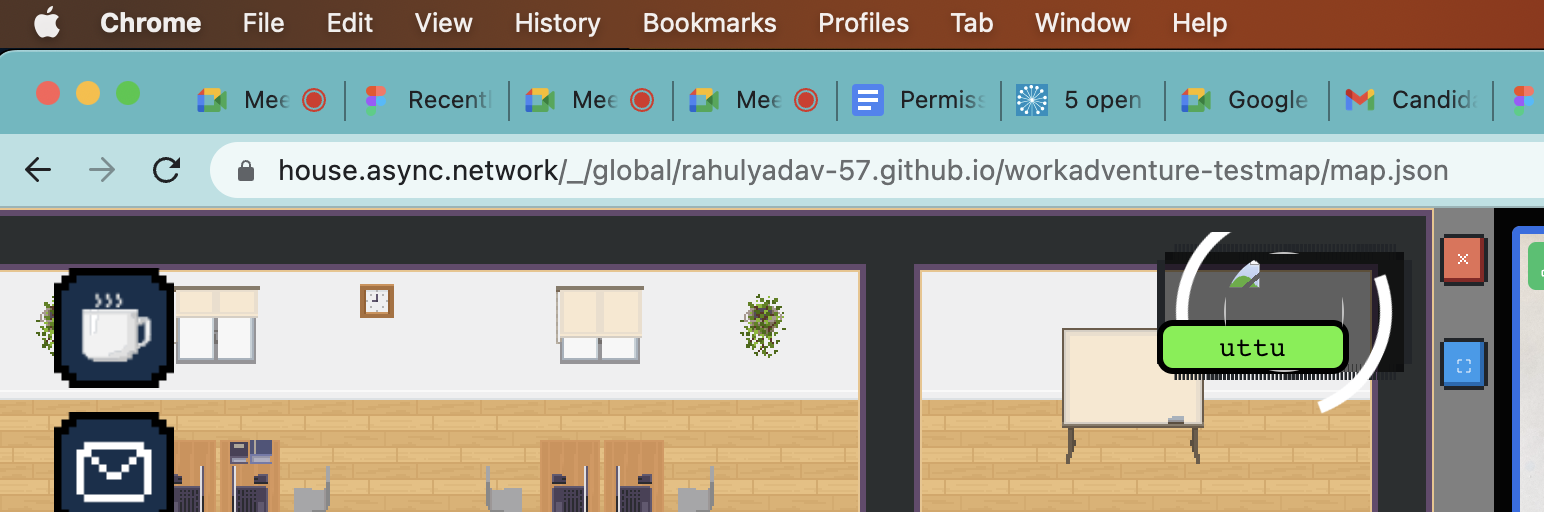 Chrome File Edit View History Bookmarks Profiles Tab Window Help
Mee Recentl Mee Mee Permiss 5 open Google Candida
house.async.network/_/global/rahulyadav-57.github.io/workadventure-testmap/map.json
uttu